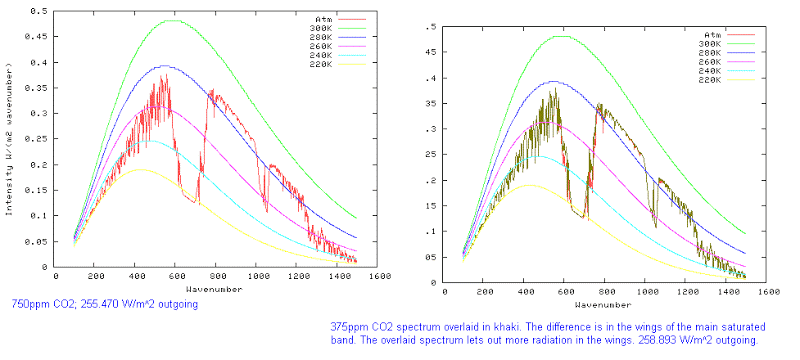 0.5
0.45
0.4
0.35
0.3
0.25
0.2
0.15
0.1
0.05
0
Intensity W/(m2 wavenumber)
Atm
300K
280K
260K
240K
220K
0 200 400 600 800 1000 1200 1400 1600
Wavenumber
750ppm CO2; 255.470 W/m^2 outgoing
.5
.45
.4
.35
.3
.25
.2
.15
.1
.05
0
Atm
300K
280K
260K
240K
220K
0 200 400 600 800 1000 1200 1400 1600
Wavenumber
375ppm CO2 spectrum overlaid in khaki. The difference is in the wings of the main saturated
band. The overlaid spectrum lets out more radiation in the wings. 258.893 W/m^2 outgoing.